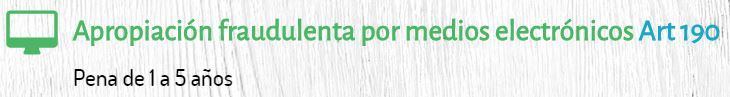 Apropiación fraudulenta por medios electrónicos Art 190
Pena de 1 a 5 años